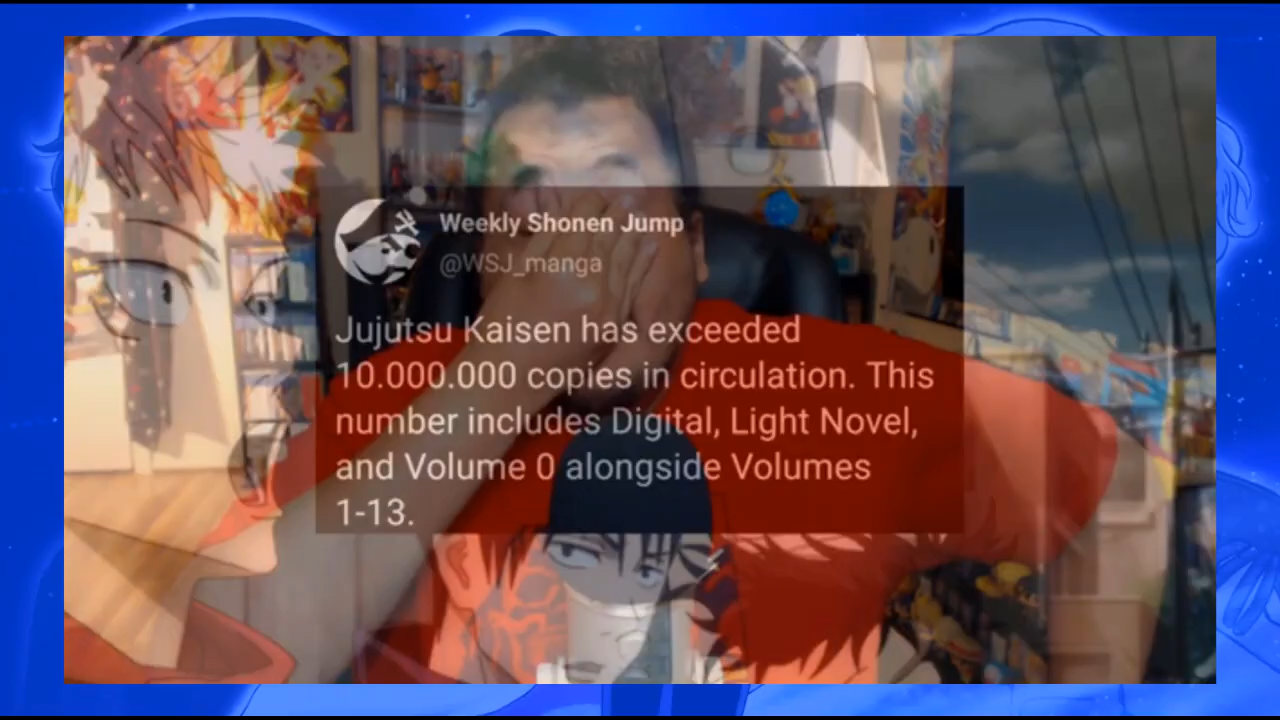 Weekly Shonen Jump
@WSJ_manga
Jujutsu Kaisen has exceeded
10.000.000 copies in circulation. This
number includes Digital, Light Novel,
and Volume 0 alongside Volumes
1-13.